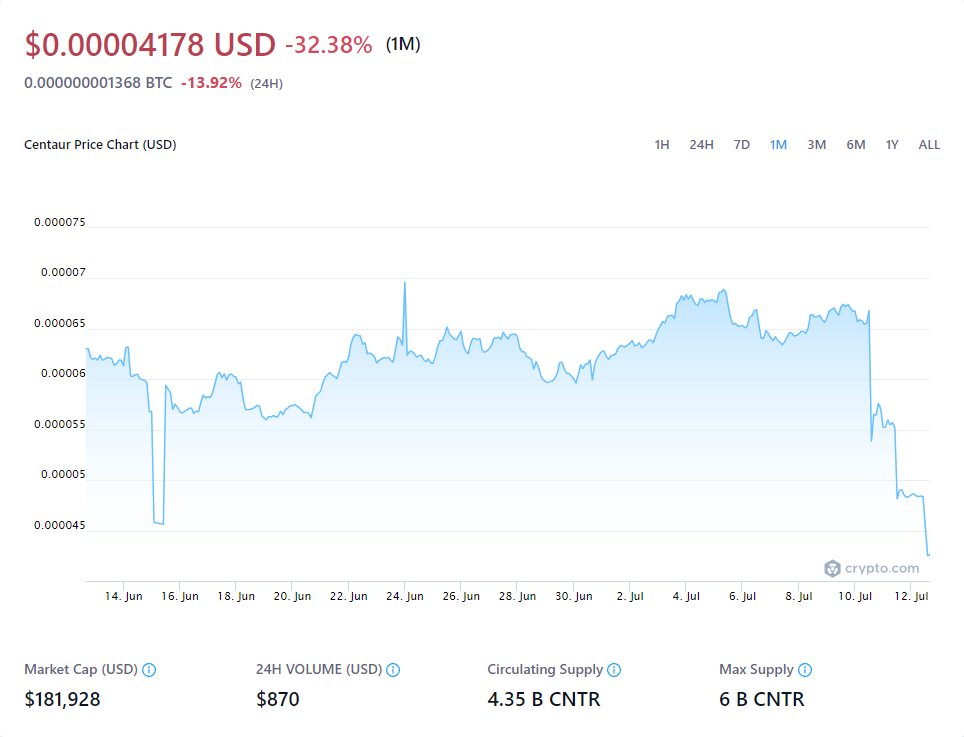 $0.00004178 USD -32.38% (1M)
0.000000001368 BTC -13.92% (24H)
Centaur Price Chart (USD) 1H 24H 7D 1M 3M 6M 1Y ALL
0.000075
0.00007
0.000065
0.00006
0.000055
0.00005
0.000045
crypto.com
14. Jun 16. Jun 18. Jun 20. Jun 22. Jun 24. Jun 26. Jun 28. Jun 30. Jun 2. Jul 4. Jul 6. Jul 8. Jul 10. Jul 12. Jul
Market Cap (USD) 24H VOLUME (USD) Circulating Supply Max Supply
$181,928 $870 4.35 B CNTR 6 B CNTR